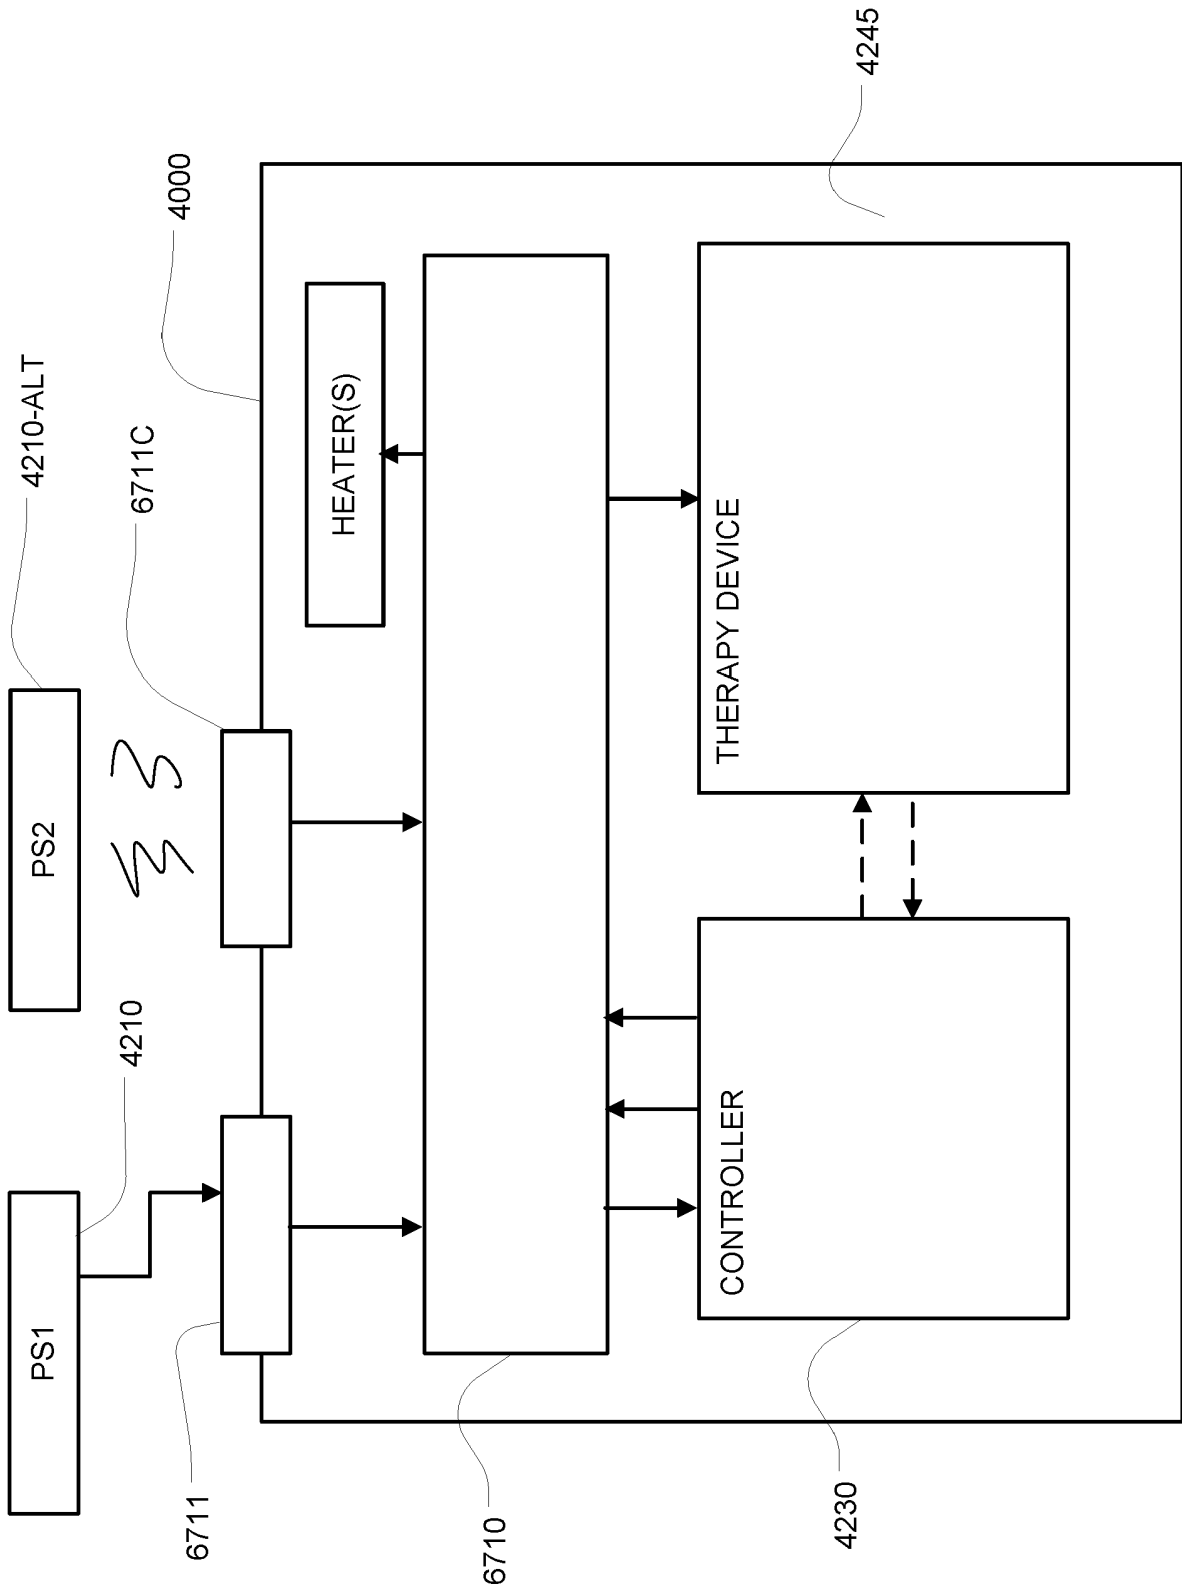 PS1
PS2
4210-ALT
4210
6711
6711C
4000
HEATER(S)
6710
CONTROLLER
THERAPY DEVICE
4230
4245